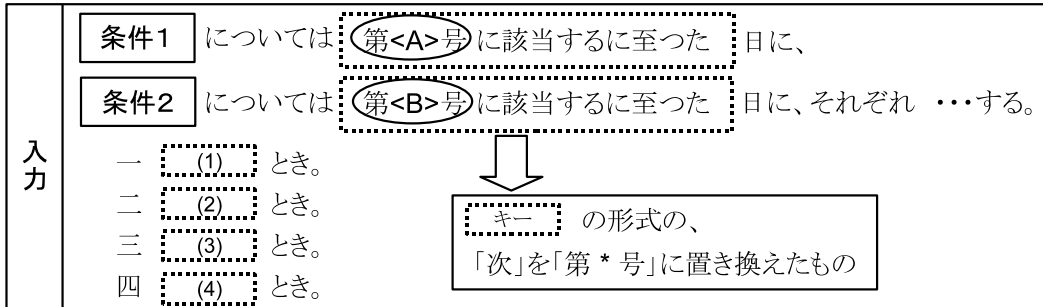 入力
条件1 については 第<A>号に該当するに至つた 日に、
条件2 については 第<B>号に該当するに至つた 日に、それぞれ ・・・する。
一 (1) とき。
二 (2) とき。
三 (3) とき。
四 (4) とき。
キー の形式の、
「次」を「第 * 号」に置き換えたもの